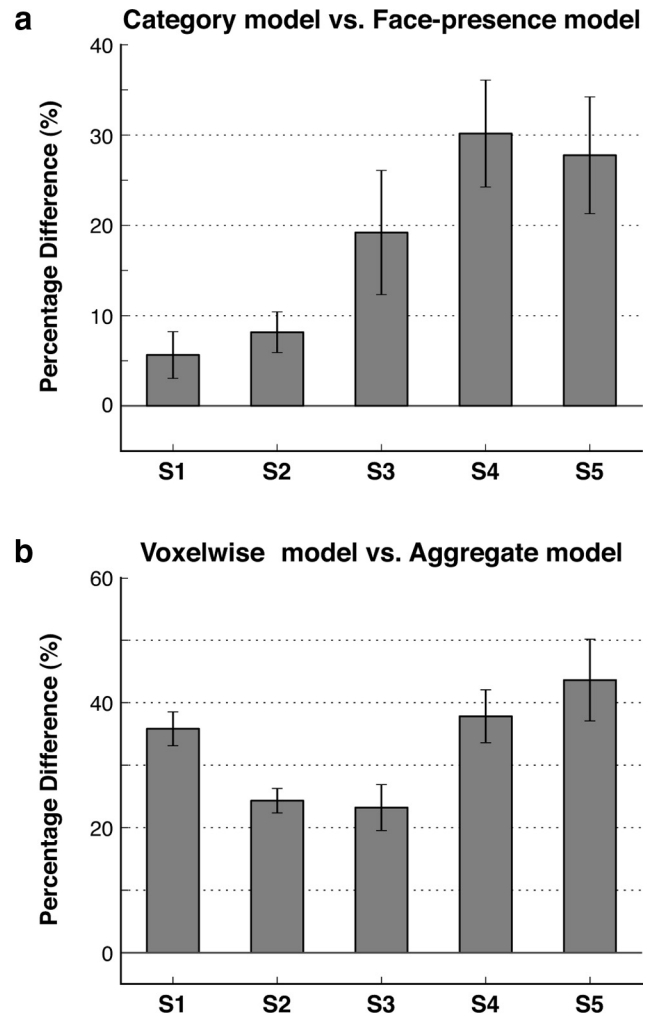 a Category model vs. Face-presence model
Percentage Difference (%)
40
30
20
10
0
S1 S2 S3 S4 S5
b Voxelwise model vs. Aggregate model
Percentage Difference (%)
60
40
20
0
S1 S2 S3 S4 S5